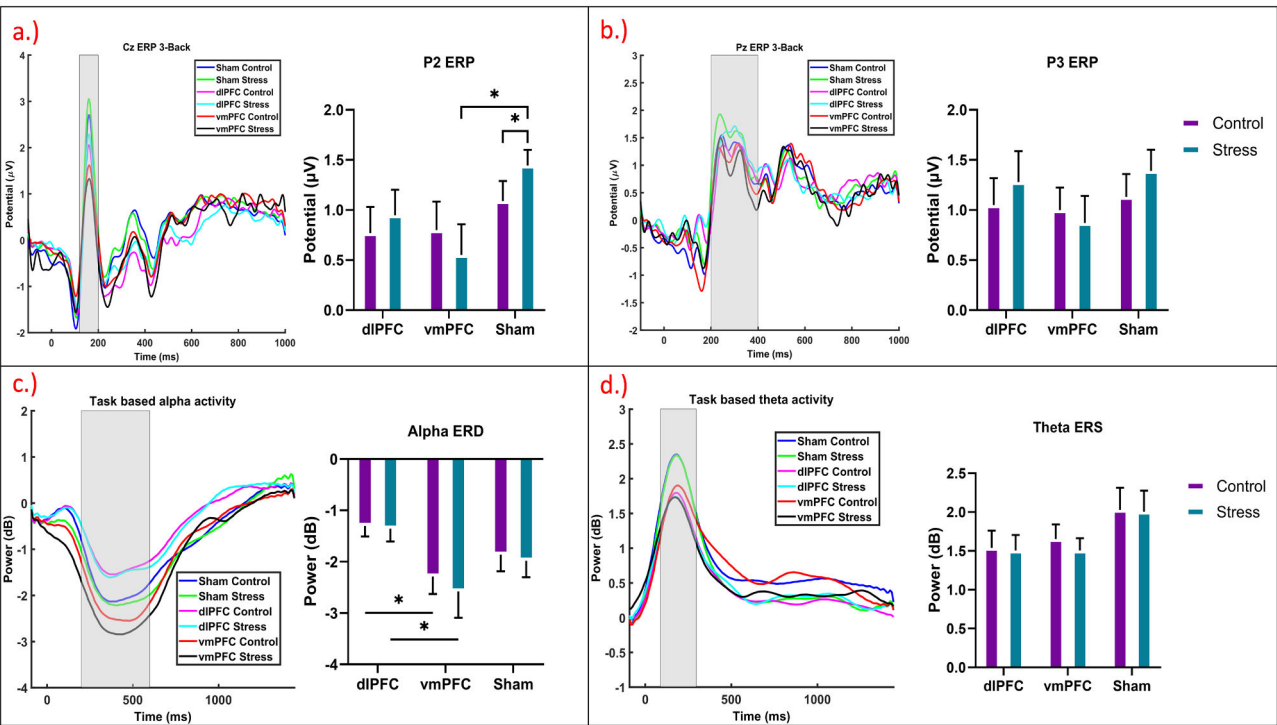 a.)
Cz ERP 3-Back
4
3
2
1
0
-1
-2
Potential (μV)
0
200
400
600
800
1000
Time (ms)
Sham Control
Sham Stress
dlPFC Control
dlPFC Stress
vmPFC Control
vmPFC Stress
P2 ERP
2.0
1.5
1.0
0.5
0.0
Potential (μV)
*
*
dlPFC
vmPFC
Sham
b.)
Pz ERP 3-Back
3
2.5
2
1.5
1
0.5
0
-0.5
-1
-1.5
-2
Potential (μV)
0
200
400
600
800
1000
Time (ms)
Sham Control
Sham Stress
dlPFC Control
dlPFC Stress
vmPFC Control
vmPFC Stress
P3 ERP
2.0
1.5
1.0
0.5
0.0
Potential (μV)
dlPFC
vmPFC
Sham
Control
Stress
c.)
Task based alpha activity
2
1
0
-1
-2
-3
-4
Power (dB)
0
500
1000
Time (ms)
Sham Control
Sham Stress
dlPFC Control
dlPFC Stress
vmPFC Control
vmPFC Stress
Alpha ERD
0
-1
-2
-3
-4
Power (dB)
*
*
dlPFC
vmPFC
Sham
d.)
Task based theta activity
3
2.5
2
1.5
1
0.5
0
-0.5
-1
Power (dB)
0
500
1000
Time (ms)
Sham Control
Sham Stress
dlPFC Control
dlPFC Stress
vmPFC Control
vmPFC Stress
Theta ERS
2.5
2.0
1.5
1.0
0.5
0.0
Power (dB)
dlPFC
vmPFC
Sham
Control
Stress